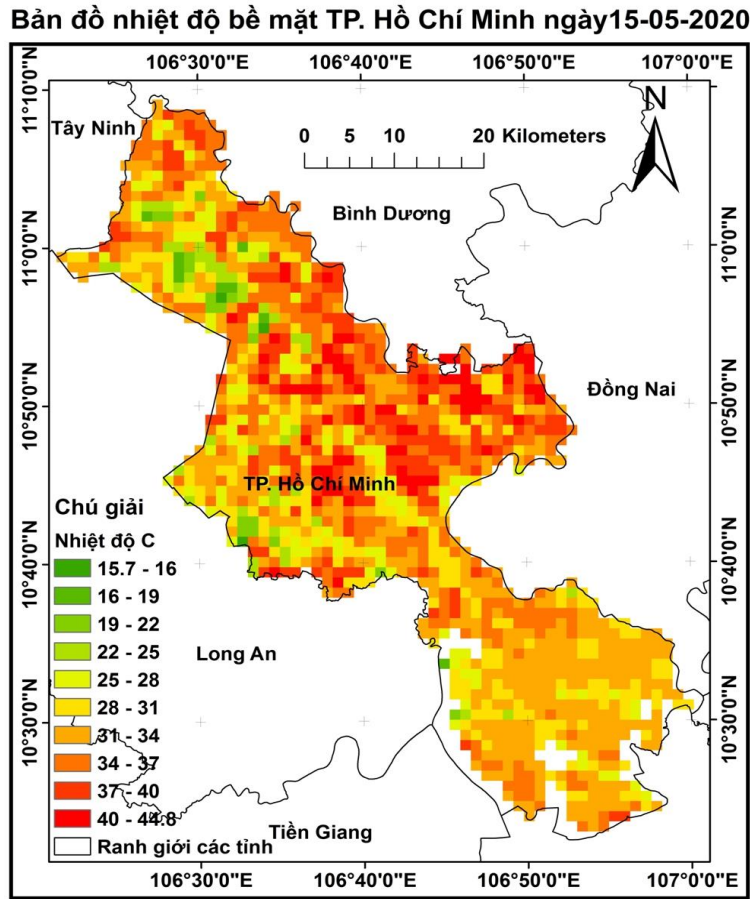 Bản đồ nhiệt độ bề mặt TP. Hồ Chí Minh ngày15-05-2020
106°30'0"E 106°40'0"E 106°50'0"E 107°0'0"E
11°10'0"N
N
Tây Ninh
0 5 10 20 Kilometers
Bình Dương
11°0'0"N 11°0'0"N
Đồng Nai
10°50'0"N 10°50'0"N
TP. Hồ Chí Minh
Chú giải
Nhiệt độ C
15.7 - 16
16 - 19
19 - 22
22 - 25
25 - 28
28 - 31
31 - 34
34 - 37
37 - 40
40 - 44.8
Ranh giới các tỉnh
10°40'0"N 10°40'0"N
Long An
10°30'0"N 10°30'0"N
Tiền Giang
106°30'0"E 106°40'0"E 106°50'0"E 107°0'0"E